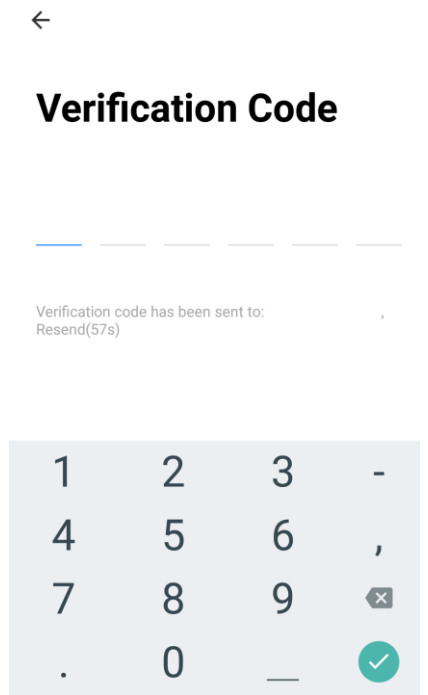 Verification Code
Verification code has been sent to: ,
Resend(57s)
1 2 3 -
4 5 6 ,
7 8 9
. 0 _